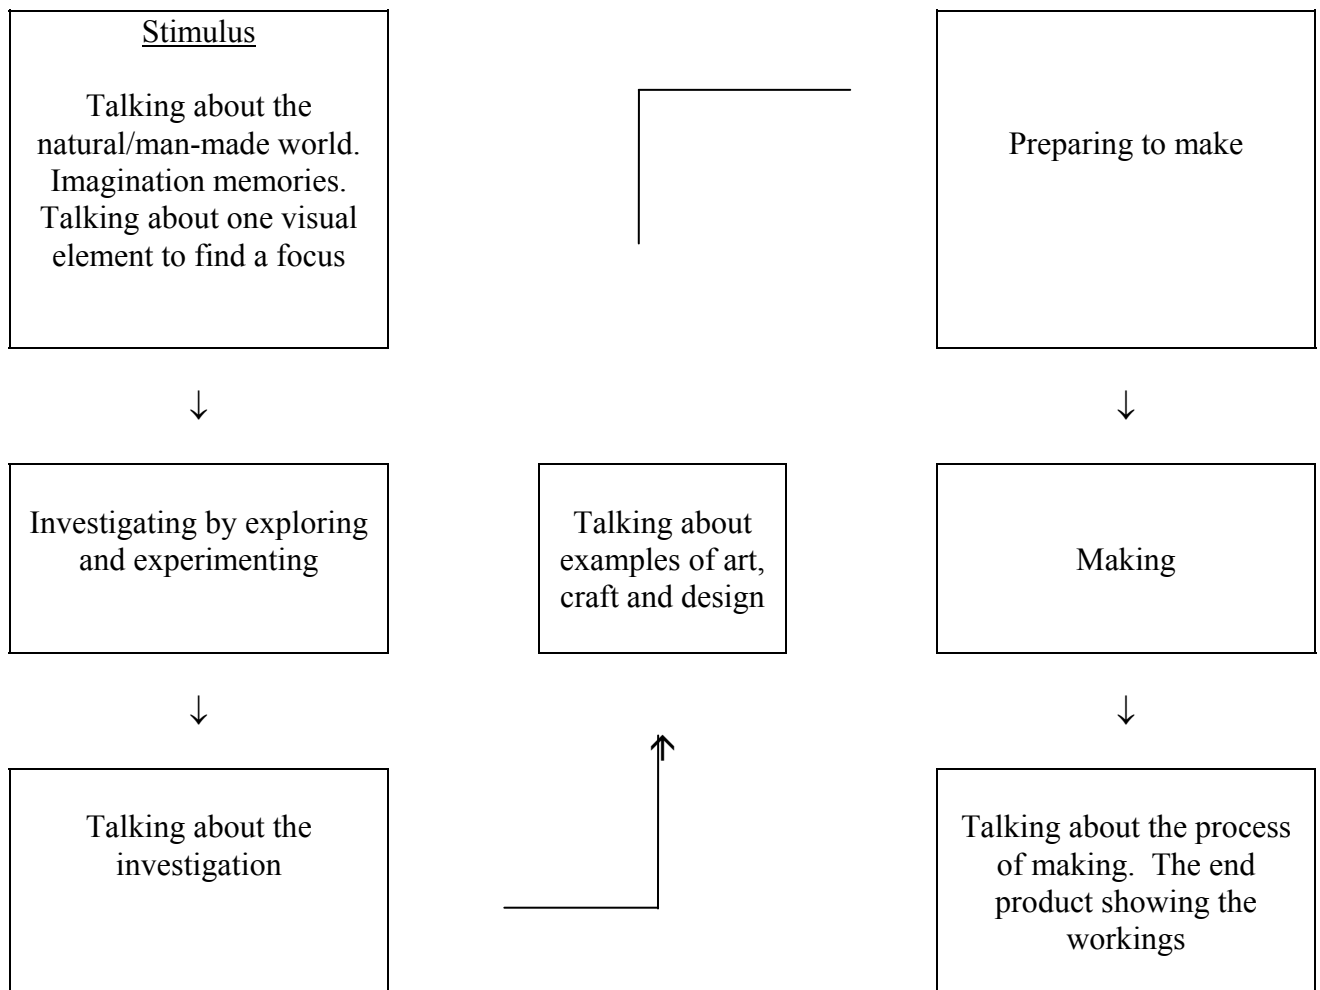 Stimulus
Talking about the
natural/man-made world.
Imagination memories.
Talking about one visual
element to find a focus
Investigating by exploring
and experimenting
Talking about the
investigation
Talking about
examples of art,
craft and design
Preparing to make
Making
Talking about the process
of making.  The end
product showing the
workings